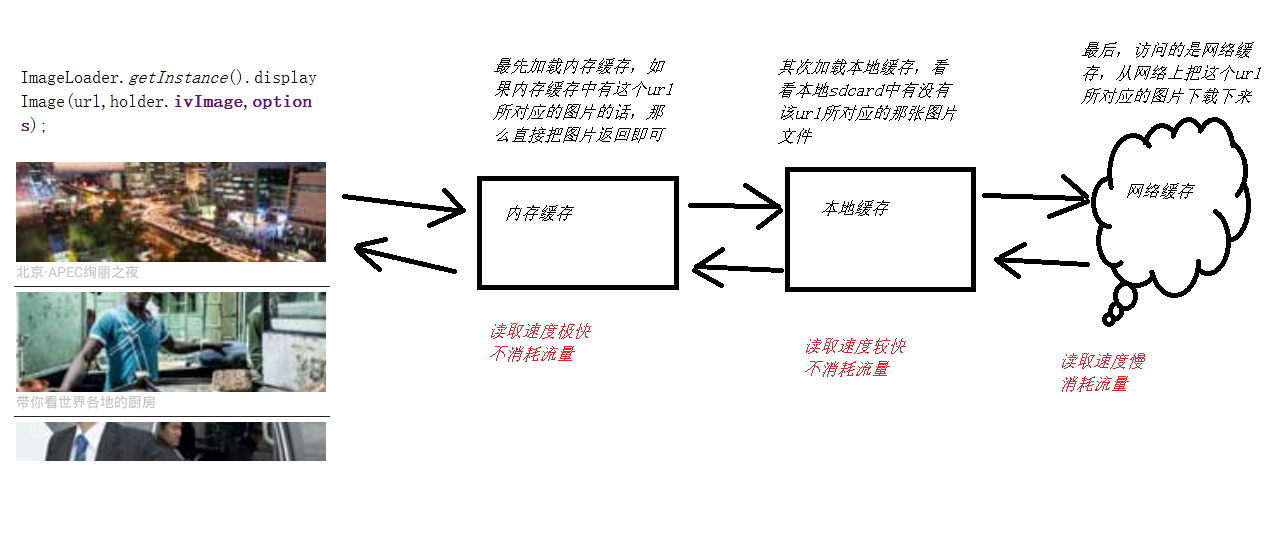 ImageLoader.getInstance().display
Image(url,holder.ivImage,option
s);
北京·APEC绚丽之夜
带你看世界各地的厨房
最先加载内存缓存，如
果内存缓存中有这个url
所对应的图片的话，那
么直接把图片返回即可
内存缓存
读取速度极快
不消耗流量
其次加载本地缓存，看
看本地sdcard中有没有
该url所对应的那张图片
文件
本地缓存
读取速度较快
不消耗流量
最后，访问的是网络缓
存，从网络上把这个url
所对应的图片下载下来
网络缓存
读取速度慢
消耗流量